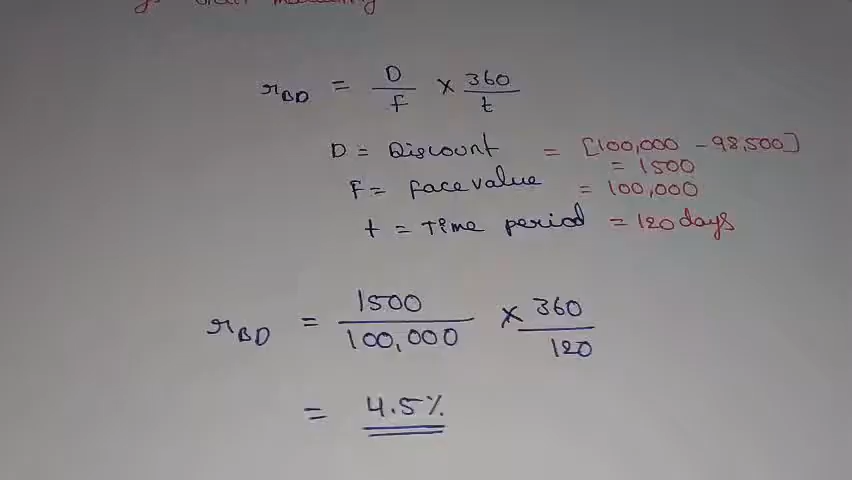 r_BD = D/F × 360/t
D = Discount = [100,000 - 98,500]
= 1500
F = face value = 100,000
t = Time period = 120 days
r_BD = 1500/100,000 × 360/120
= 4.5%